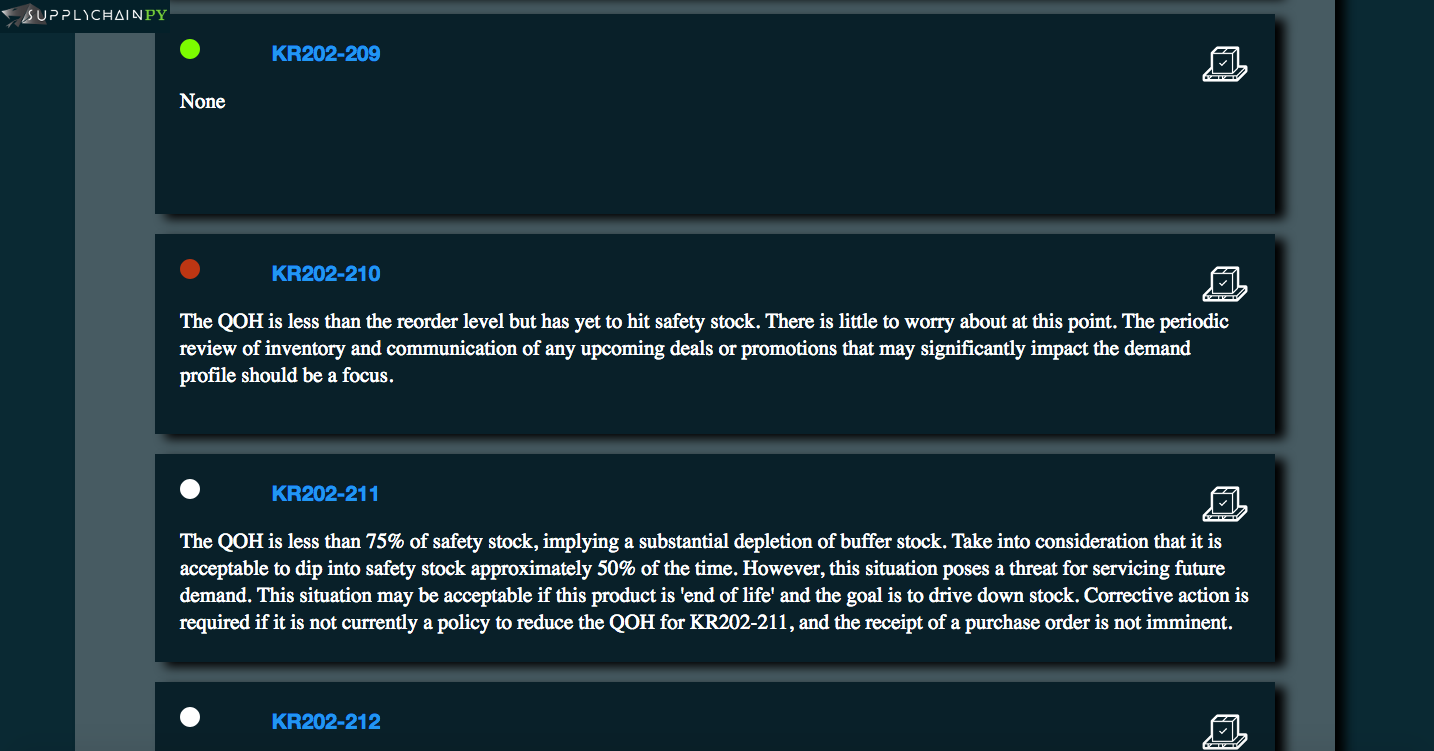 SUPPLYCHAINPY
KR202-209
None
KR202-210
The QOH is less than the reorder level but has yet to hit safety stock. There is little to worry about at this point. The periodic
review of inventory and communication of any upcoming deals or promotions that may significantly impact the demand
profile should be a focus.
KR202-211
The QOH is less than 75% of safety stock, implying a substantial depletion of buffer stock. Take into consideration that it is
acceptable to dip into safety stock approximately 50% of the time. However, this situation poses a threat for servicing future
demand. This situation may be acceptable if this product is 'end of life' and the goal is to drive down stock. Corrective action is
required if it is not currently a policy to reduce the QOH for KR202-211, and the receipt of a purchase order is not imminent.
KR202-212